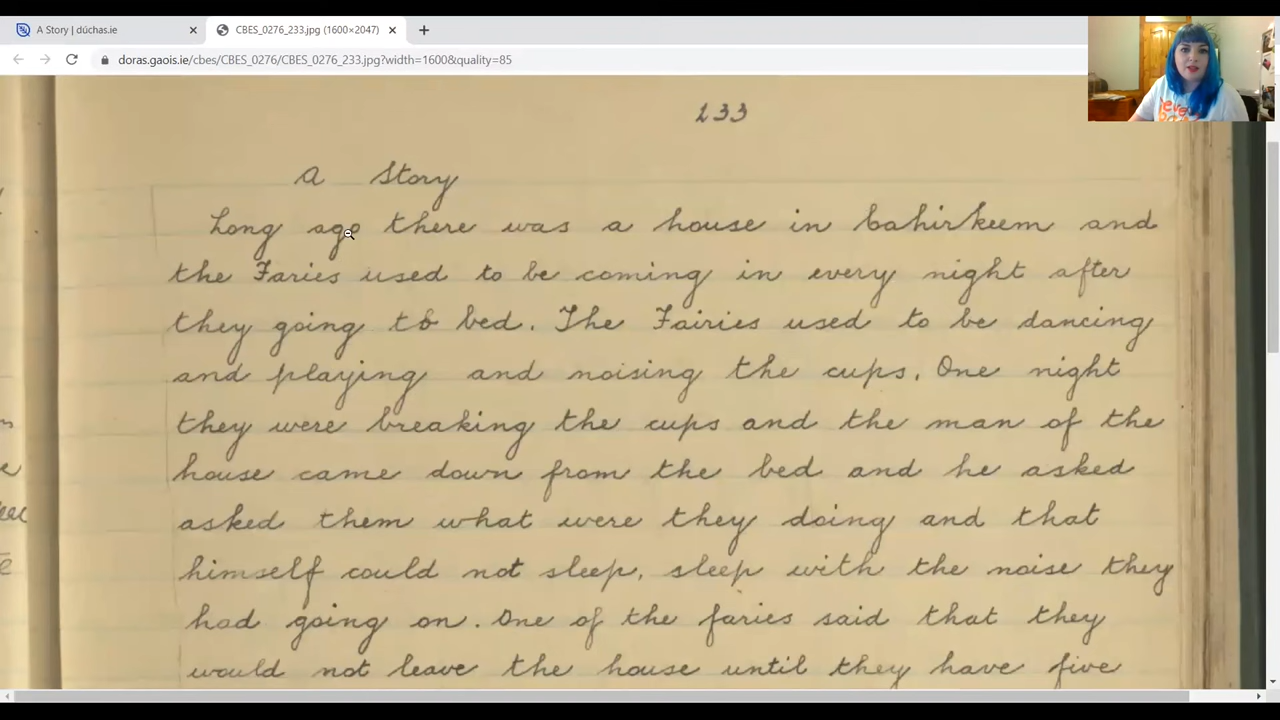 A Story | dúchas.ie
CBES_0276_233.jpg (1600×2047)
doras.gaois.ie/cbes/CBES_0276/CBES_0276_233.jpg?width=1600&quality=85
233
A Story
Long ago there was a house in Cahirkeem and
the Faries used to be coming in every night after
they going to bed. The Fairies used to be dancing
and playing and noising the cups. One night
they were breaking the cups and the man of the
house came down from the bed and he asked
asked them what were they doing and that
himself could not sleep, sleep with the noise they
had going on. One of the faries said that they
would not leave the house until they have five